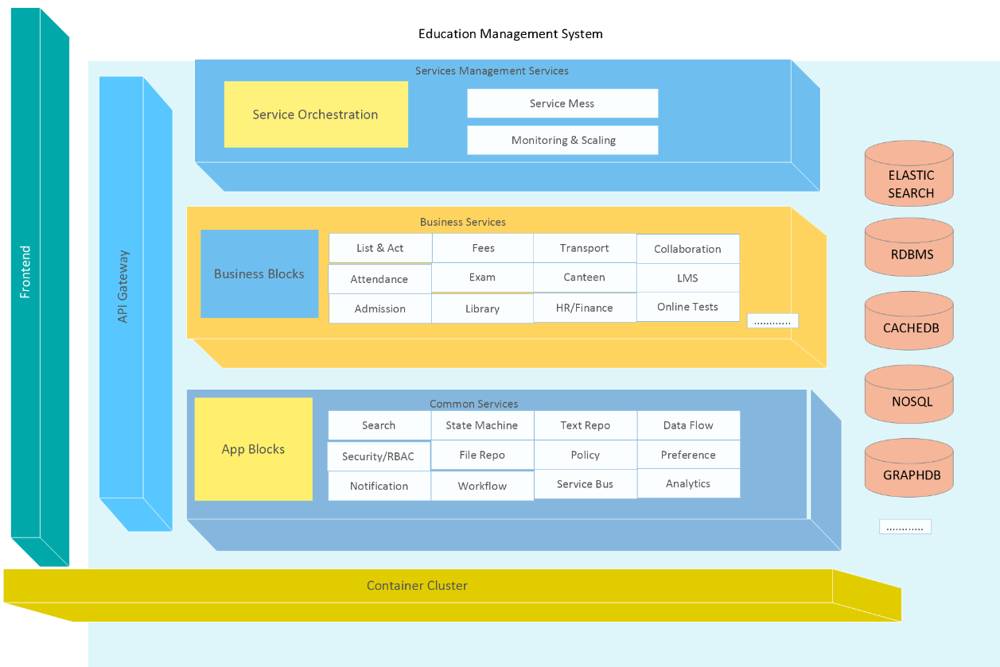 Education Management System
Frontend
API Gateway
Services Management Services
Service Orchestration
Service Mess
Monitoring & Scaling
Business Services
Business Blocks
List & Act
Fees
Transport
Collaboration
Attendance
Exam
Canteen
LMS
Admission
Library
HR/Finance
Online Tests
............
Common Services
App Blocks
Search
State Machine
Text Repo
Data Flow
Security/RBAC
File Repo
Policy
Preference
Notification
Workflow
Service Bus
Analytics
ELASTIC
SEARCH
RDBMS
CACHEDB
NOSQL
GRAPHDB
............
Container Cluster